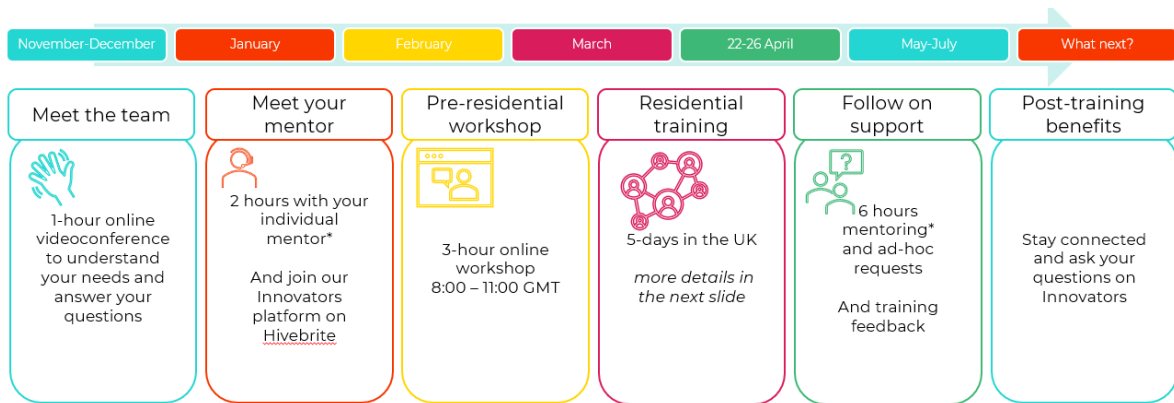 November-December
January
February
March
22-26 April
May-July
What next?
Meet the team
1-hour online
videoconference
to understand
your needs and
answer your
questions
Meet your
mentor
2 hours with your
individual
mentor*
And join our
Innovators
platform on
Hivebrite
Pre-residential
workshop
3-hour online
workshop
8:00 – 11:00 GMT
Residential
training
5-days in the UK
more details in
the next slide
Follow on
support
?
6 hours
mentoring*
and ad-hoc
requests
And training
feedback
Post-training
benefits
Stay connected
and ask your
questions on
Innovators